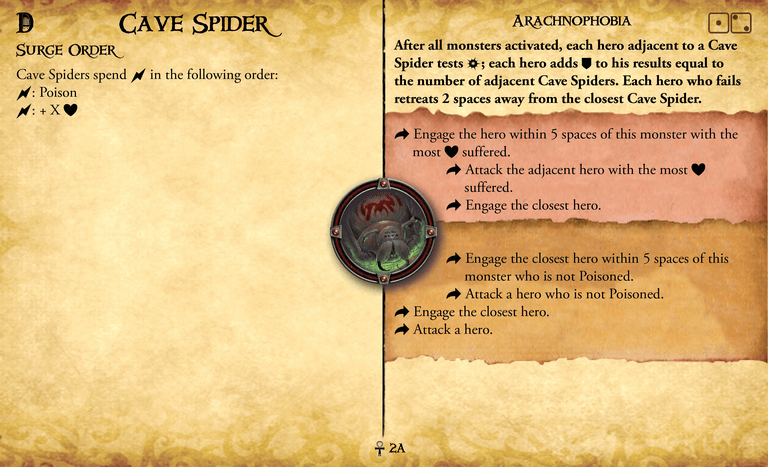 D
CAVE SPIDER
SURGE ORDER
Cave Spiders spend in the following order:
: Poison
: + X
ARACHNOPHOBIA
After all monsters activated, each hero adjacent to a Cave
Spider tests ; each hero adds to his results equal to
the number of adjacent Cave Spiders. Each hero who fails
retreats 2 spaces away from the closest Cave Spider.
Engage the hero within 5 spaces of this monster with the
most suffered.
Attack the adjacent hero with the most
suffered.
Engage the closest hero.
Engage the closest hero within 5 spaces of this
monster who is not Poisoned.
Attack a hero who is not Poisoned.
Engage the closest hero.
Attack a hero.
2A